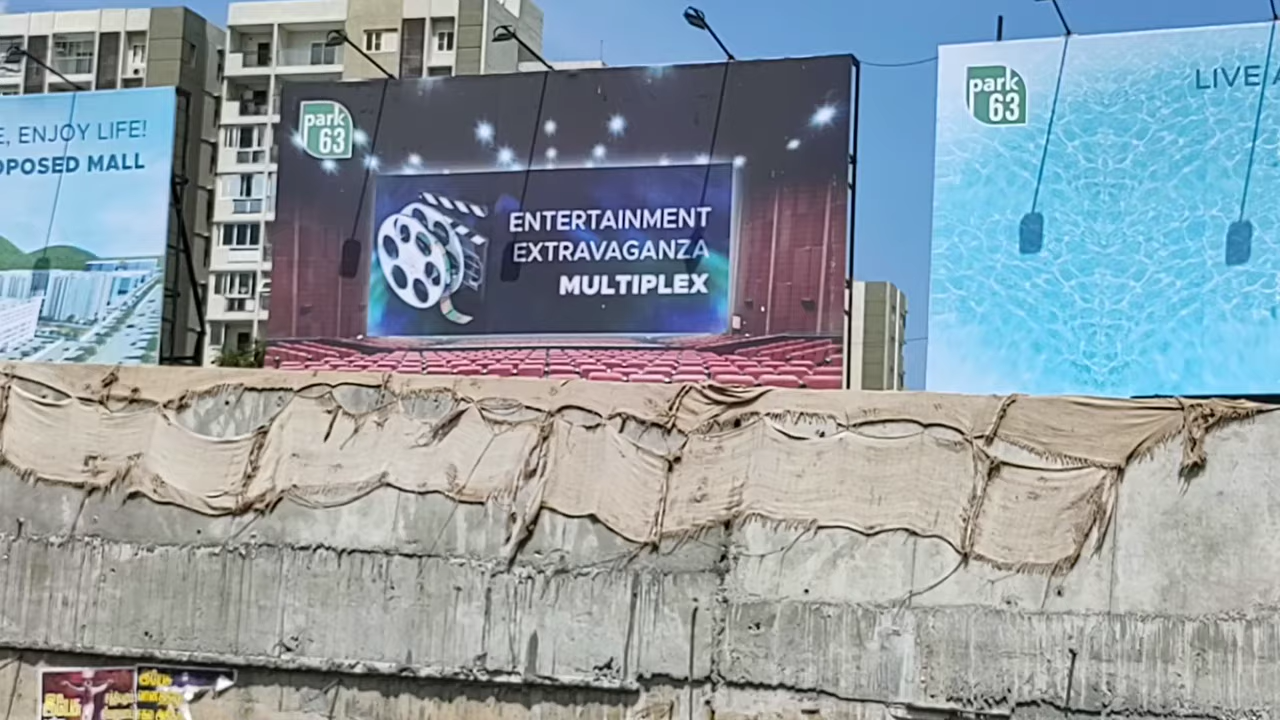 E, ENJOY LIFE!
OPOSED MALL
park
63
ENTERTAINMENT
EXTRAVAGANZA
MULTIPLEX
park
63
LIVE A